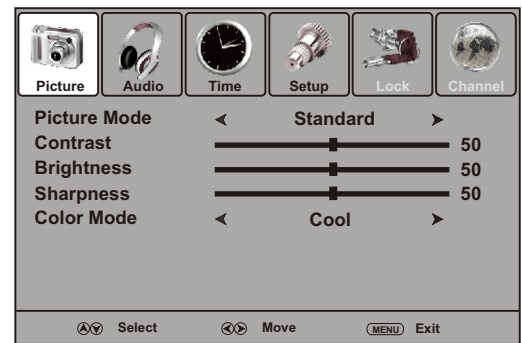 Picture Audio Time Setup Lock Channel
Picture Mode Standard
Contrast 50
Brightness 50
Sharpness 50
Color Mode Cool
Select Move MENU Exit